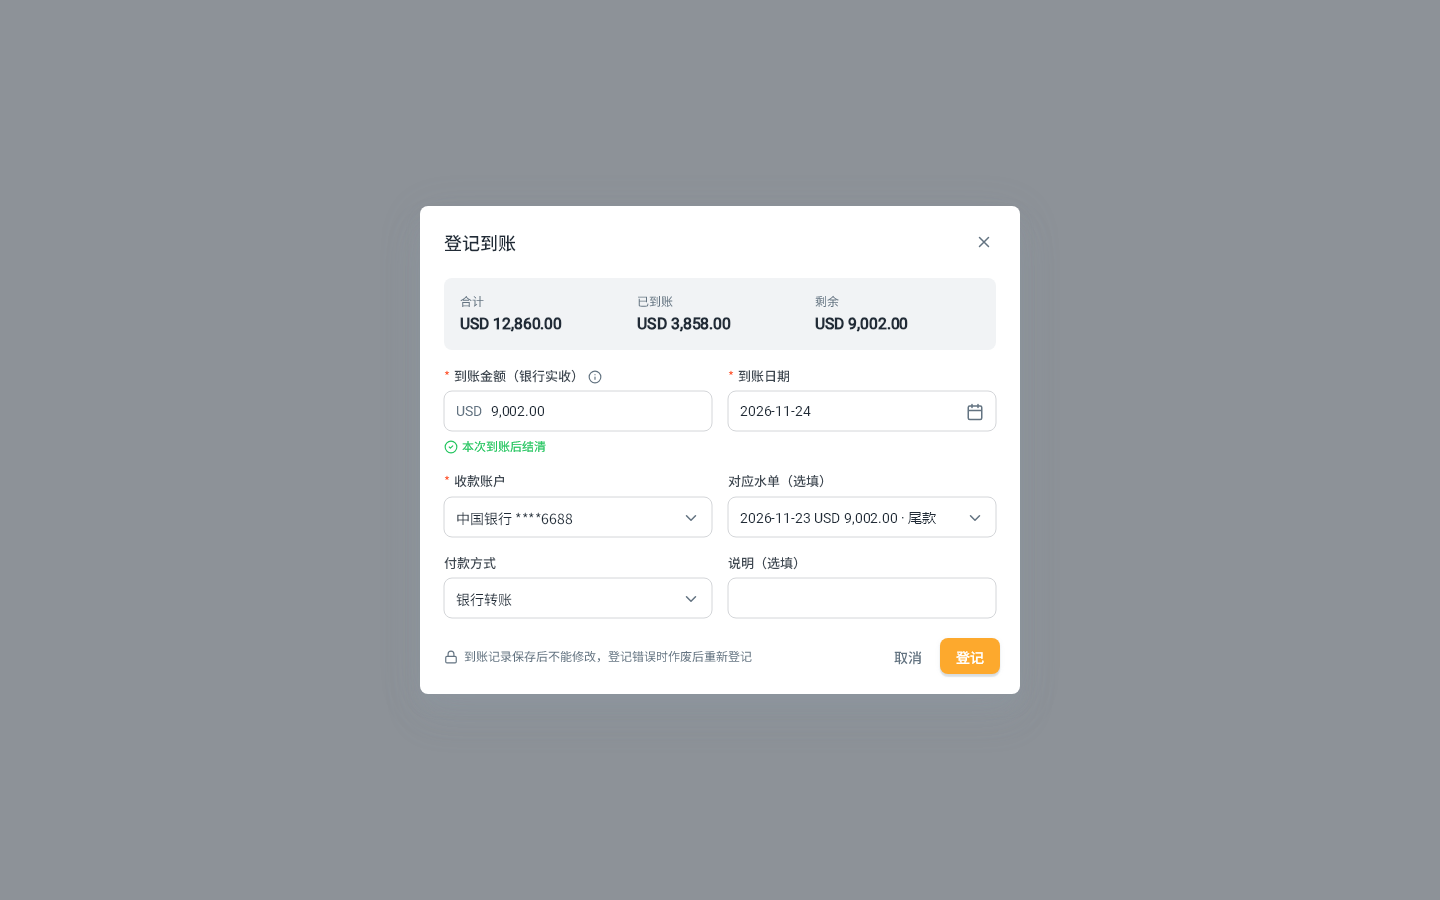 登记到账
合计 已到账 剩余
USD 12,860.00 USD 3,858.00 USD 9,002.00
* 到账金额（银行实收） * 到账日期
USD 9,002.00 2026-11-24
本次到账后结清
* 收款账户 对应水单（选填）
中国银行 ****6688 2026-11-23 USD 9,002.00 · 尾款
付款方式 说明（选填）
银行转账
到账记录保存后不能修改，登记错误时作废后重新登记 取消 登记